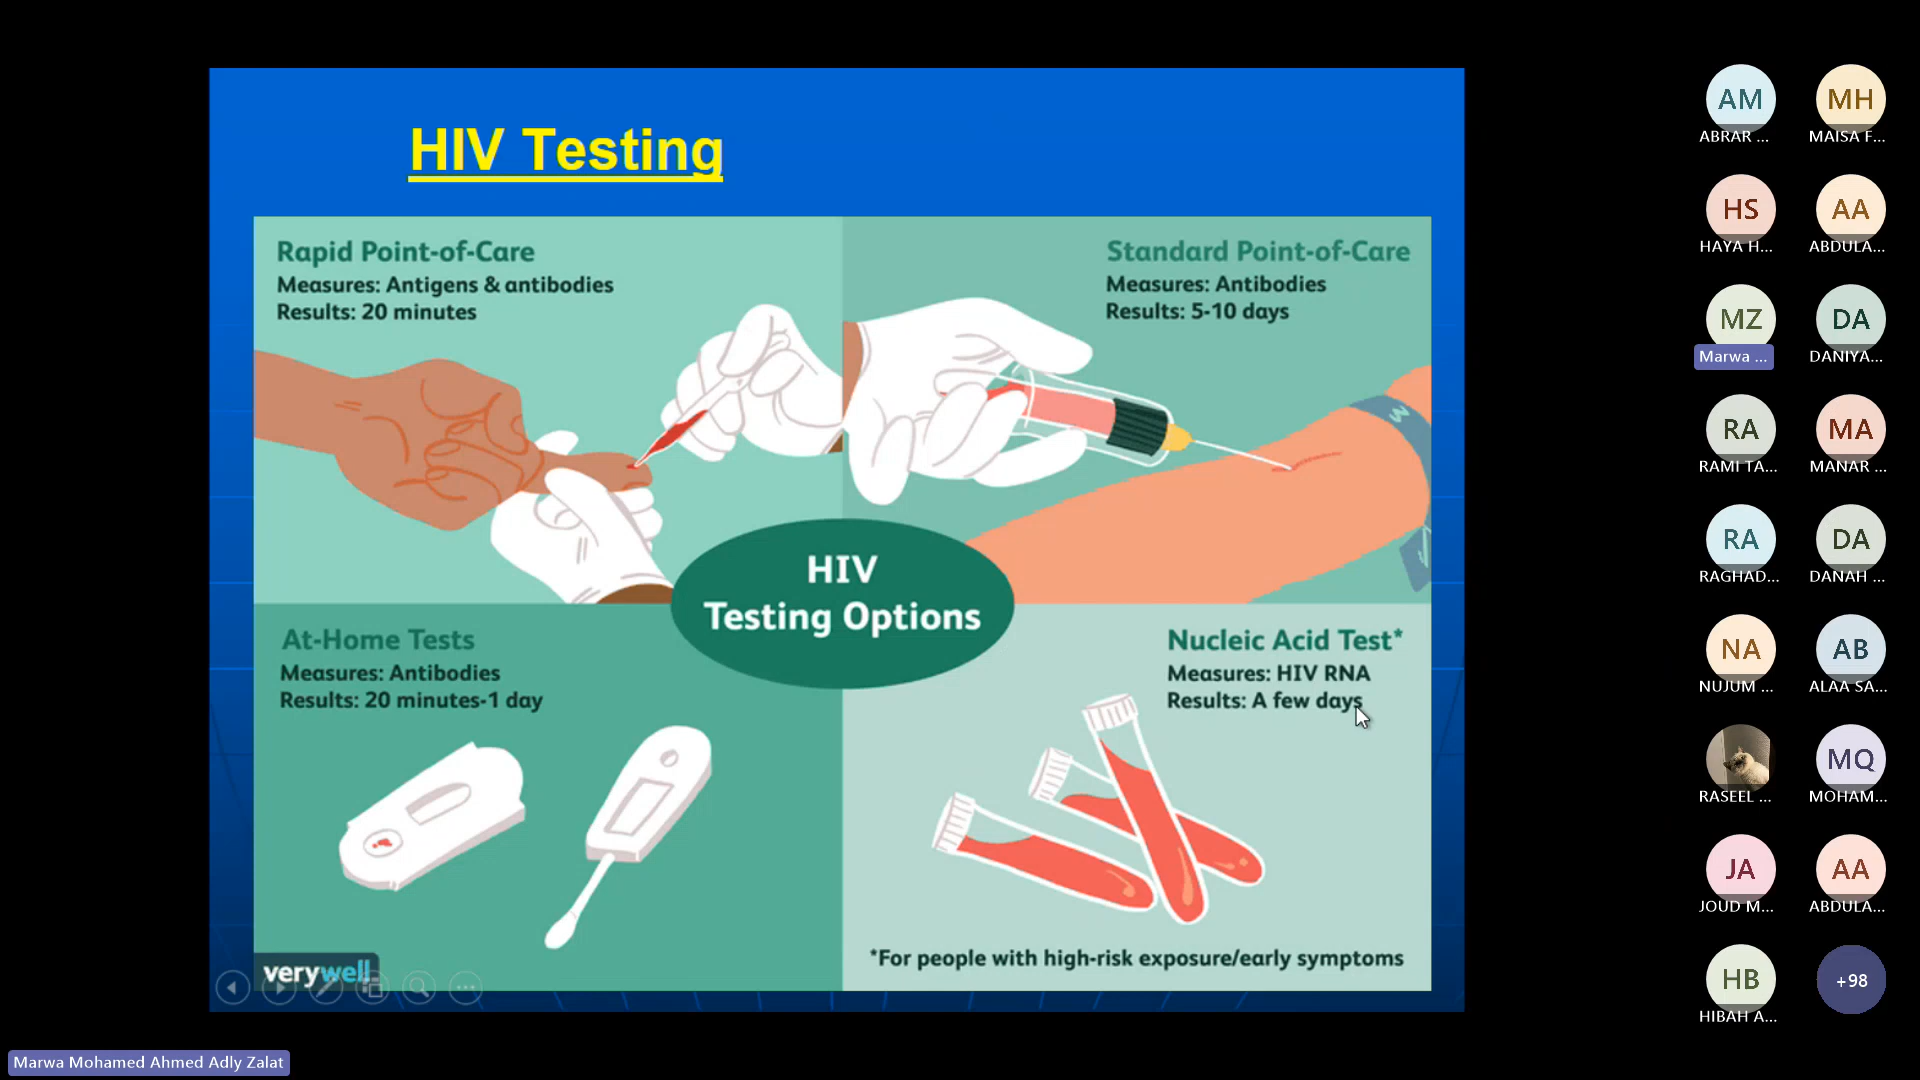 HIV Testing
Rapid Point-of-Care
Measures: Antigens & antibodies
Results: 20 minutes
Standard Point-of-Care
Measures: Antibodies
Results: 5-10 days
HIV
Testing Options
At-Home Tests
Measures: Antibodies
Results: 20 minutes-1 day
Nucleic Acid Test*
Measures: HIV RNA
Results: A few days
*For people with high-risk exposure/early symptoms
verywell
AM
ABRAR ...
MH
MAISA F...
HS
HAYA H...
AA
ABDULA...
MZ
Marwa ...
DA
DANIYA...
RA
RAMI TA...
MA
MANAR ...
RA
RAGHAD...
DA
DANAH ...
NA
NUJUM ...
AB
ALAA SA...
RASEEL ...
MQ
MOHAM...
JA
JOUD M...
AA
ABDULA...
HB
HIBAH A...
+98
Marwa Mohamed Ahmed Adly Zalat